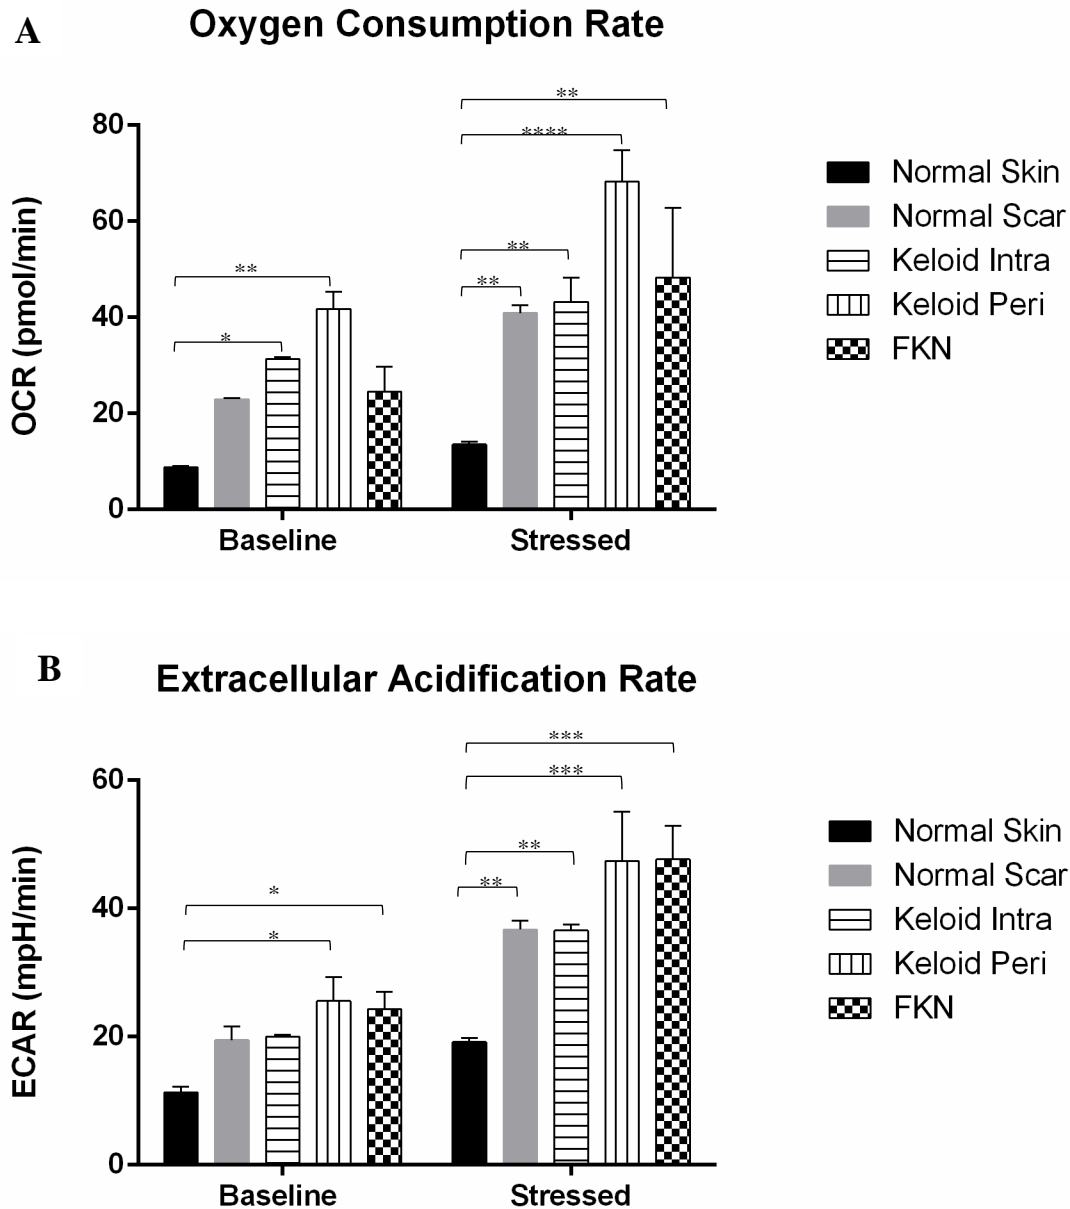 A
Oxygen Consumption Rate
**
****
**
**
**
*
80
60
40
20
0
OCR (pmol/min)
Baseline
Stressed
Normal Skin
Normal Scar
Keloid Intra
Keloid Peri
FKN
B
Extracellular Acidification Rate
***
***
**
**
*
*
60
40
20
0
ECAR (mpH/min)
Baseline
Stressed
Normal Skin
Normal Scar
Keloid Intra
Keloid Peri
FKN